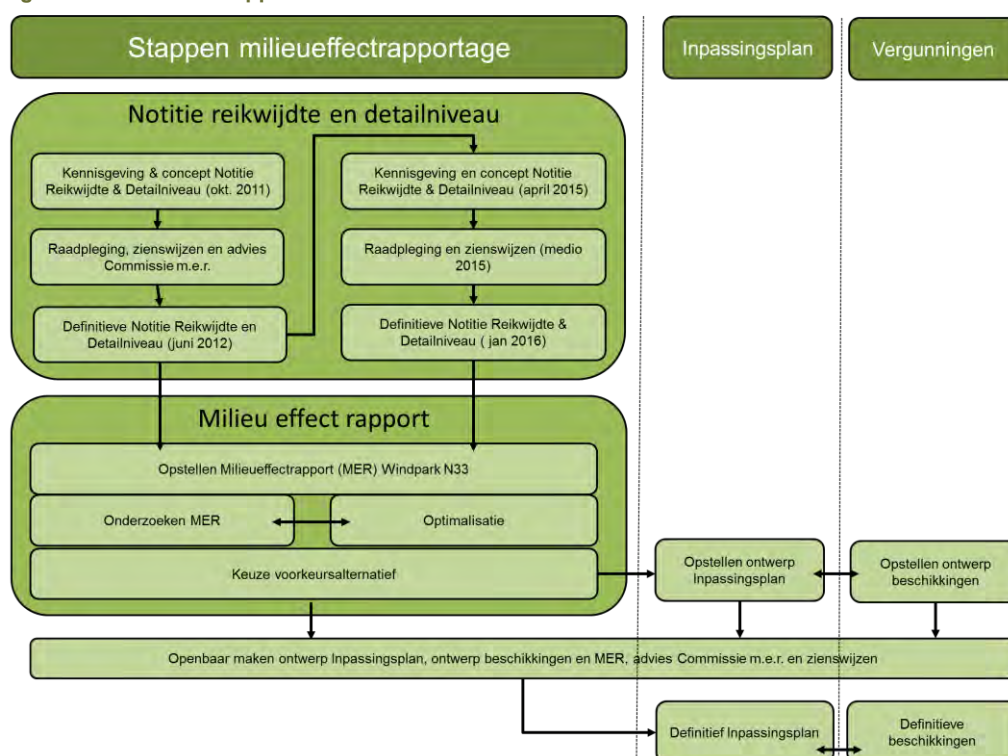 Stappen milieueffectrapportage
Inpassingsplan
Vergunningen
Notitie reikwijdte en detailniveau
Kennisgeving & concept Notitie
Reikwijdte & Detailniveau (okt. 2011)
Raadpleging, zienswijzen en advies
Commissie m.e.r.
Definitieve Notitie Reikwijdte en
Detailniveau (juni 2012)
Kennisgeving en concept Notitie
Reikwijdte & Detailniveau (april 2015)
Raadpleging en zienswijzen (medio
2015)
Definitieve Notitie Reikwijdte &
Detailniveau ( jan 2016)
Milieu effect rapport
Opstellen Milieueffectrapport (MER) Windpark N33
Onderzoeken MER
Optimalisatie
Keuze voorkeursalternatief
Opstellen ontwerp
Inpassingsplan
Opstellen ontwerp
beschikkingen
Openbaar maken ontwerp Inpassingsplan, ontwerp beschikkingen en MER, advies Commissie m.e.r. en zienswijzen
Definitief Inpassingsplan
Definitieve
beschikkingen